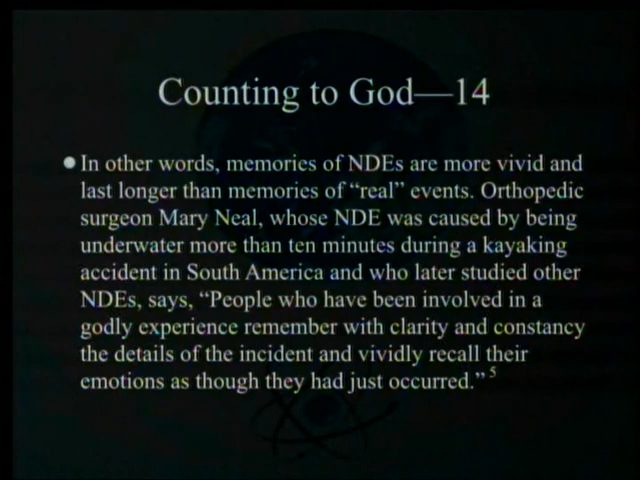 Counting to God—14
● In other words, memories of NDEs are more vivid and
last longer than memories of “real” events. Orthopedic
surgeon Mary Neal, whose NDE was caused by being
underwater more than ten minutes during a kayaking
accident in South America and who later studied other
NDEs, says, “People who have been involved in a
godly experience remember with clarity and constancy
the details of the incident and vividly recall their
emotions as though they had just occurred.” 5